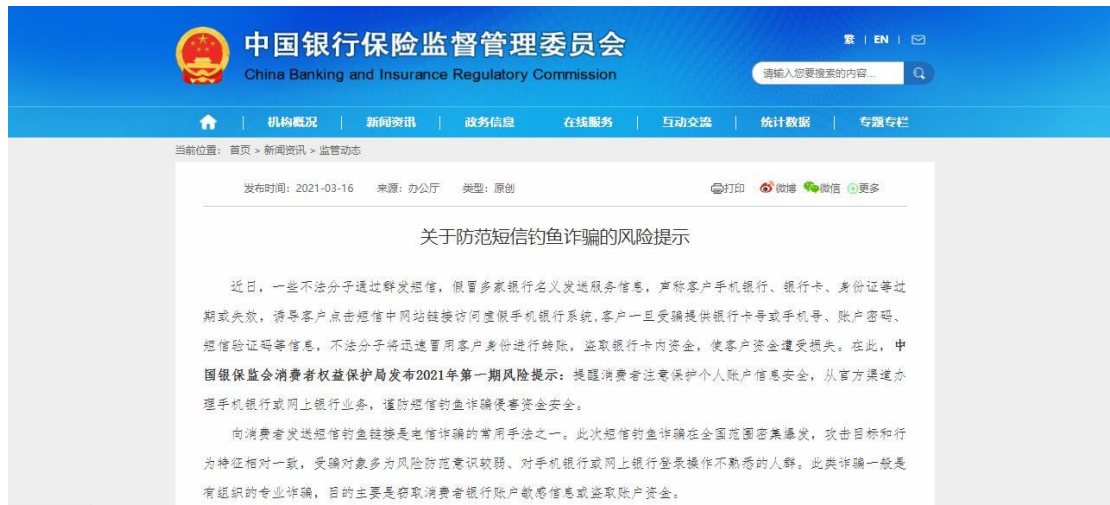 中国银行保险监督管理委员会
China Banking and Insurance Regulatory Commission
繁 | EN |
请输入您要搜索的内容...
机构概况 | 新闻资讯 | 政务信息 在线服务 | 互动交流 | 统计数据 | 专题专栏
当前位置: 首页 > 新闻资讯 > 监管动态
发布时间: 2021-03-16 来源: 办公厅 类型: 原创 打印 微博 微信 更多
关于防范短信钓鱼诈骗的风险提示
近日，一些不法分子通过群发短信，假冒多家银行名义发送服务信息，声称客户手机银行、银行卡、身份证等过
期或失效，诱导客户点击短信中网站链接访问虚假手机银行系统,客户一旦受骗提供银行卡号或手机号、账户密码、
短信验证码等信息，不法分子将迅速冒用客户身份进行转账，盗取银行卡内资金，使客户资金遭受损失。在此，中
国银保监会消费者权益保护局发布2021年第一期风险提示：提醒消费者注意保护个人账户信息安全，从官方渠道办
理手机银行或网上银行业务，谨防短信钓鱼诈骗侵害资金安全。
向消费者发送短信钓鱼链接是电信诈骗的常用手法之一。此次短信钓鱼诈骗在全国范围密集爆发，攻击目标和行
为特征相对一致，受骗对象多为风险防范意识较弱、对手机银行或网上银行登录操作不熟悉的人群。此类诈骗一般是
有组织的专业诈骗，目的主要是窃取消费者银行账户敏感信息或盗取账户资金。